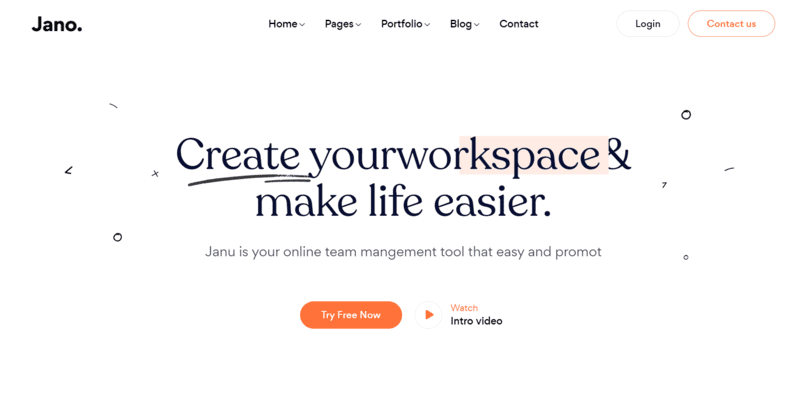 Jano.
Home Pages Portfolio Blog Contact
Login
Contact us
Create yourworkspace &
make life easier.
Janu is your online team mangement tool that easy and promot
Try Free Now
Watch
Intro video